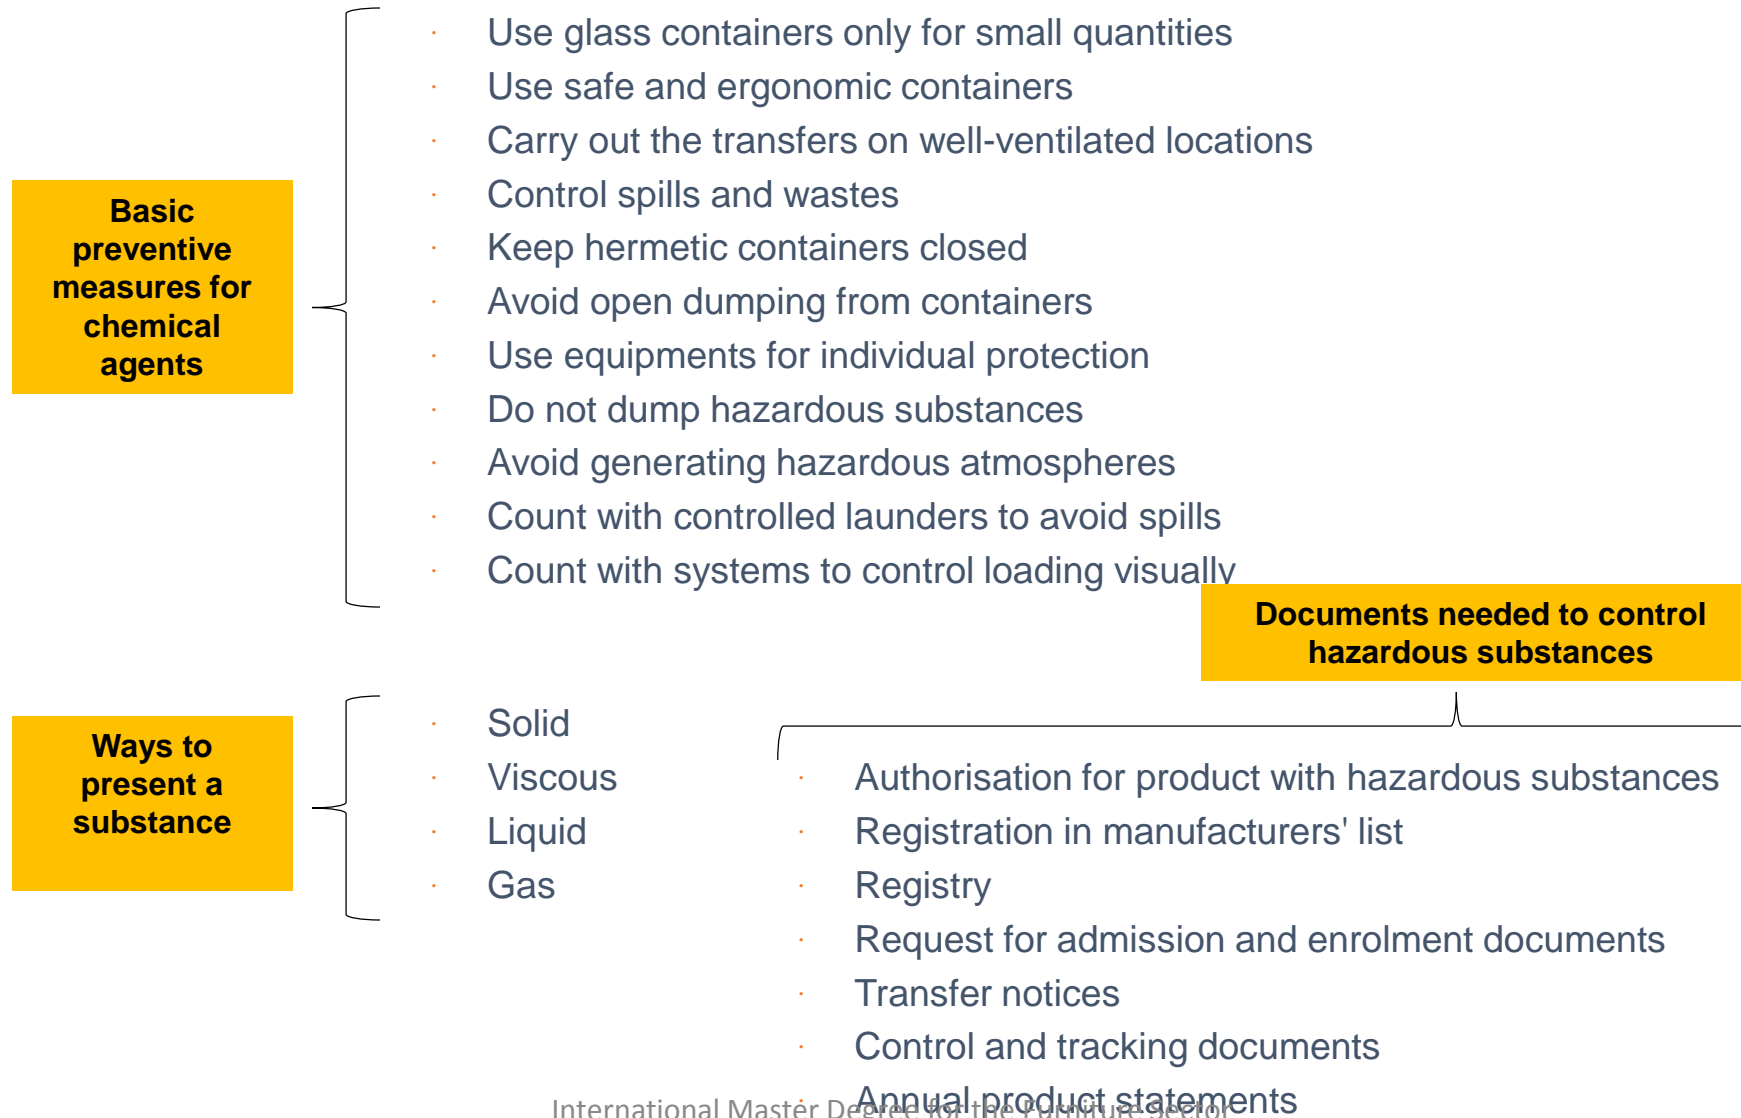 Basic
preventive
measures for
chemical
agents
· Use glass containers only for small quantities
· Use safe and ergonomic containers
· Carry out the transfers on well-ventilated locations
· Control spills and wastes
· Keep hermetic containers closed
· Avoid open dumping from containers
· Use equipments for individual protection
· Do not dump hazardous substances
· Avoid generating hazardous atmospheres
· Count with controlled launders to avoid spills
· Count with systems to control loading visually
Ways to
present a
substance
· Solid
· Viscous
· Liquid
· Gas
Documents needed to control
hazardous substances
· Authorisation for product with hazardous substances
· Registration in manufacturers' list
· Registry
· Request for admission and enrolment documents
· Transfer notices
· Control and tracking documents
· Annual product statements
International Master Degree for the Furniture Sector